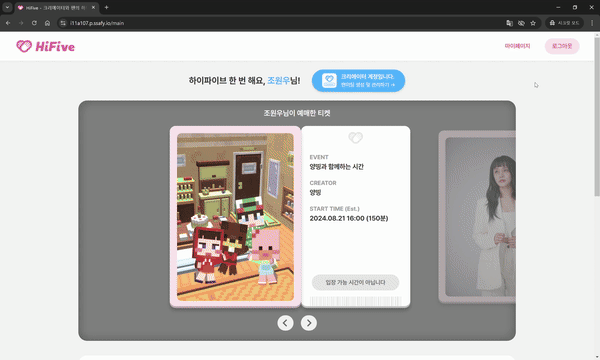 HiFive - 크리에이터와 팬의 
i11a107.p.ssafy.io/main
시크릿 모드
HiFive
마이페이지
로그아웃
하이파이브 한 번 해요, 조원우님!
크리에이터 계정입니다.
팬미팅 생성 및 관리하기 →
조원우님이 예매한 티켓
EVENT
양띵과 함께하는 시간
CREATOR
양띵
START TIME (Est.)
2024.08.21 16:00 (150분)
입장 가능 시간이 아닙니다